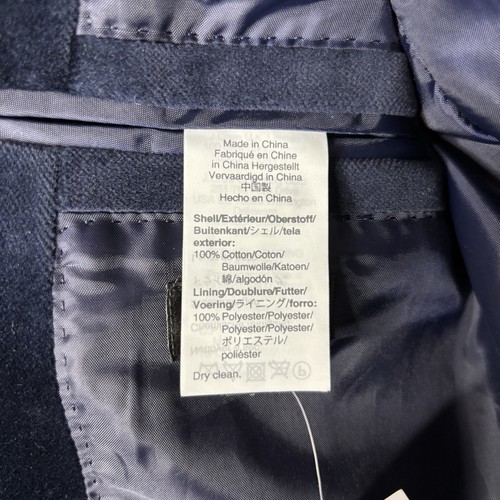 Made in China
Fabriqué en Chine
in China Hergestellt
Vervaardigd in China
中国製
Hecho en China
Shell/Extérieur/Oberstoff/
Buitenkant/シェル/tela
exterior:
100% Cotton/Coton/
Baumwolle/Katoen/
綿/algodón
Lining/Doublure/Futter/
Voering/ライニング/forro:
100% Polyester/Polyester/
Polyester/Polyester/
ポリエステル/
poliéster
Dry clean.